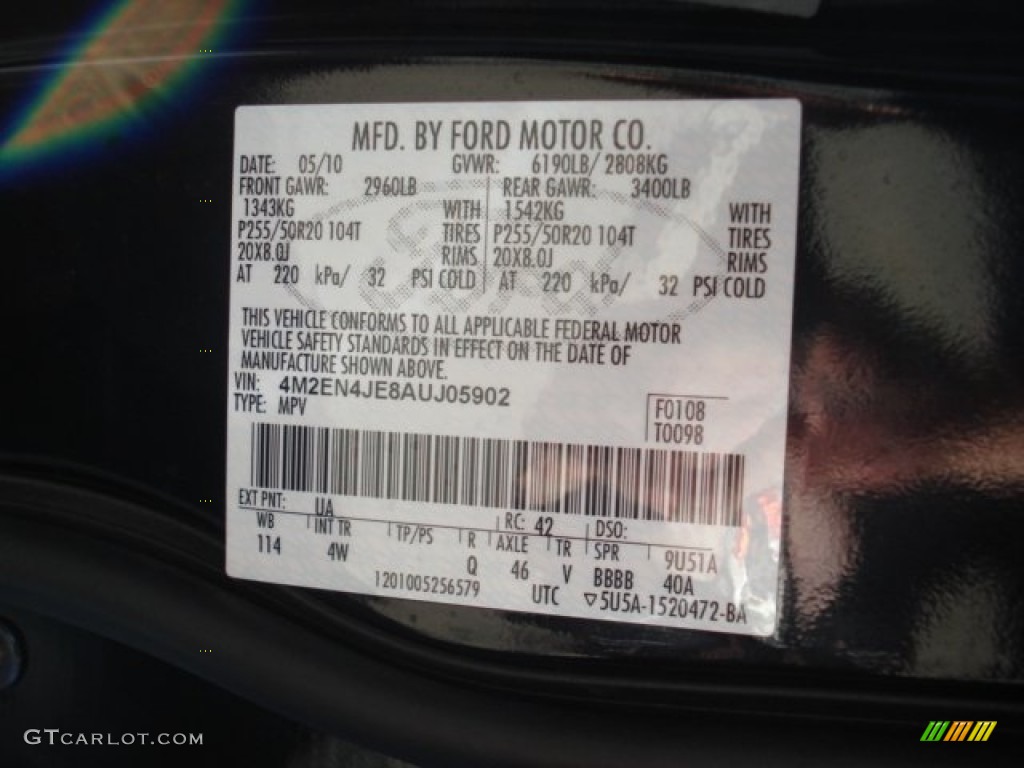 MFD. BY FORD MOTOR CO.
DATE: 05/10 GVWR: 6190LB/ 2808KG
FRONT GAWR: 2960LB REAR GAWR: 3400LB
1343KG WITH 1542KG WITH
P255/50R20 104T TIRES P255/50R20 104T TIRES
20X8.0J RIMS 20X8.0J RIMS
AT 220 kPa/ 32 PSI COLD AT 220 kPa/ 32 PSI COLD
THIS VEHICLE CONFORMS TO ALL APPLICABLE FEDERAL MOTOR
VEHICLE SAFETY STANDARDS IN EFFECT ON THE DATE OF
MANUFACTURE SHOWN ABOVE.
VIN: 4M2EN4JE8AUJ05902
TYPE: MPV
F0108
T0098
EXT PNT: UA RC: 42 DSO:
WB INT TR TP/PS R AXLE TR SPR 9U51A
114 4W Q 46 V BBBB 40A
1201005256579 UTC ▽5U5A-1520472-BA
Ford
GTCARLOT.COM